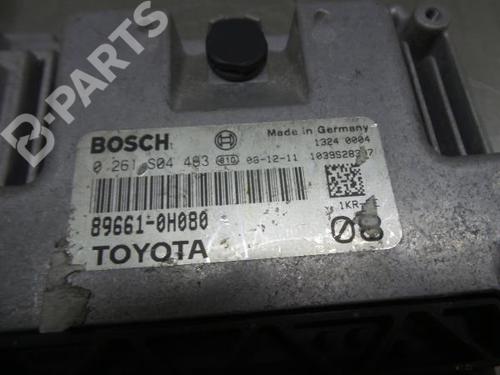 B-PARTS
BOSCH Made in Germany
0 261 S04 483 010 08-12-11 1324 0004
89661-0H080 1KR-
TOYOTA 08